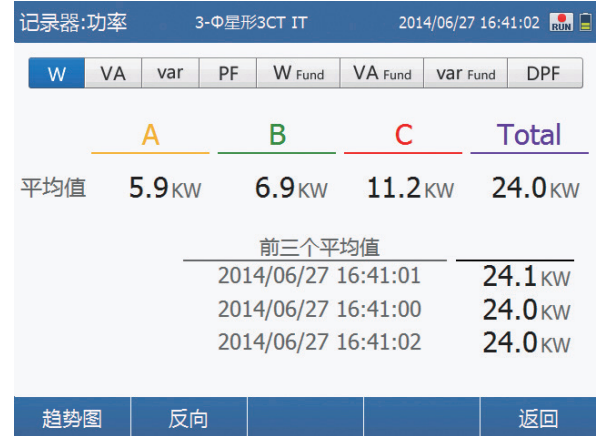 记录器:功率 3-Φ星形3CT IT 2014/06/27 16:41:02 RUN
W VA var PF W Fund VA Fund var Fund DPF
A B C Total
平均值 5.9KW 6.9KW 11.2KW 24.0KW
前三个平均值
2014/06/27 16:41:01 24.1KW
2014/06/27 16:41:00 24.0KW
2014/06/27 16:41:02 24.0KW
趋势图 反向 返回